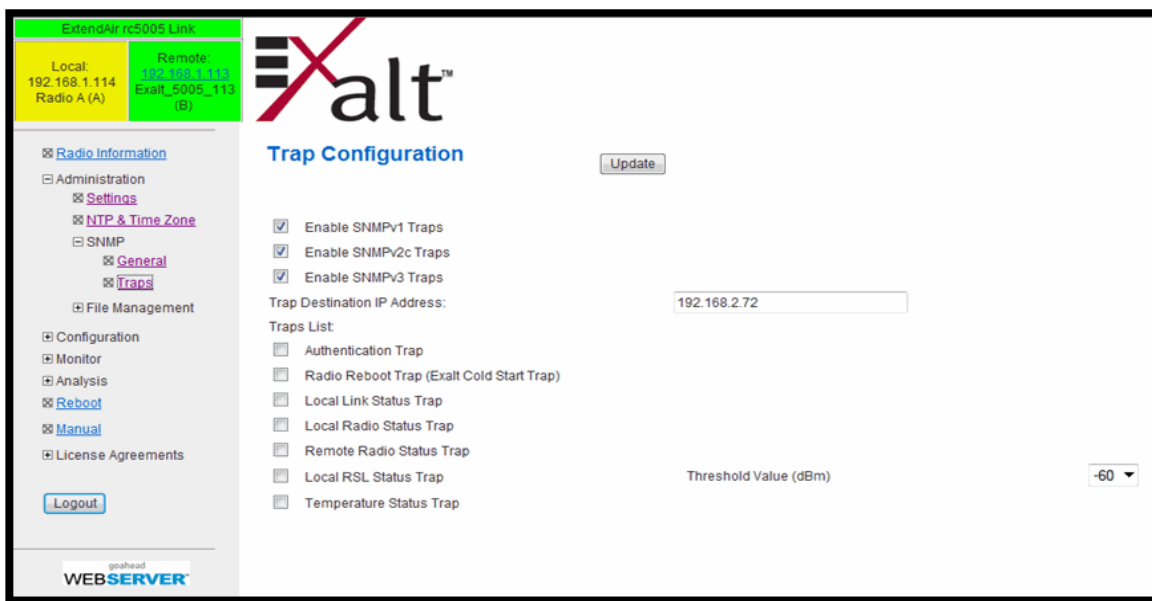 ExtendAir rc5005 Link
Local:
192.168.1.114
Radio A (A)
Remote:
192.168.1.113
Exalt_5005_113
(B)
Exalt™
Radio Information
Administration
Settings
NTP & Time Zone
SNMP
General
Traps
File Management
Configuration
Monitor
Analysis
Reboot
Manual
License Agreements
Logout
goahead
WEBSERVER™
Trap Configuration
Update
Enable SNMPv1 Traps
Enable SNMPv2c Traps
Enable SNMPv3 Traps
Trap Destination IP Address: 192.168.2.72
Traps List:
Authentication Trap
Radio Reboot Trap (Exalt Cold Start Trap)
Local Link Status Trap
Local Radio Status Trap
Remote Radio Status Trap
Local RSL Status Trap Threshold Value (dBm) -60
Temperature Status Trap